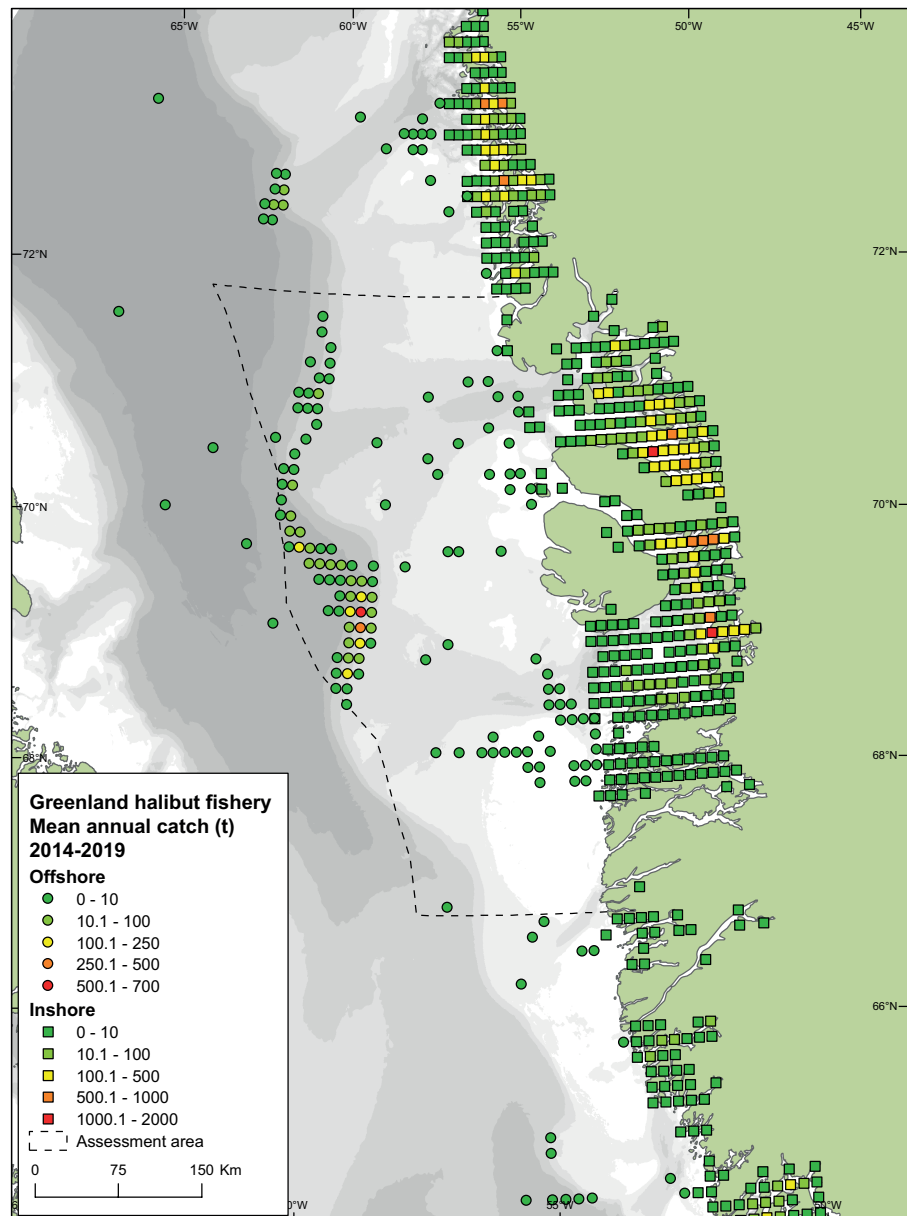 65°W 60°W 55°W 50°W 45°W
72°N 72°N
70°N 70°N
68°N 68°N
66°N 66°N
Greenland halibut fishery
Mean annual catch (t)
2014-2019
Offshore
0 - 10
10.1 - 100
100.1 - 250
250.1 - 500
500.1 - 700
Inshore
0 - 10
10.1 - 100
100.1 - 500
500.1 - 1000
1000.1 - 2000
Assessment area
0 75 150 Km
55°W